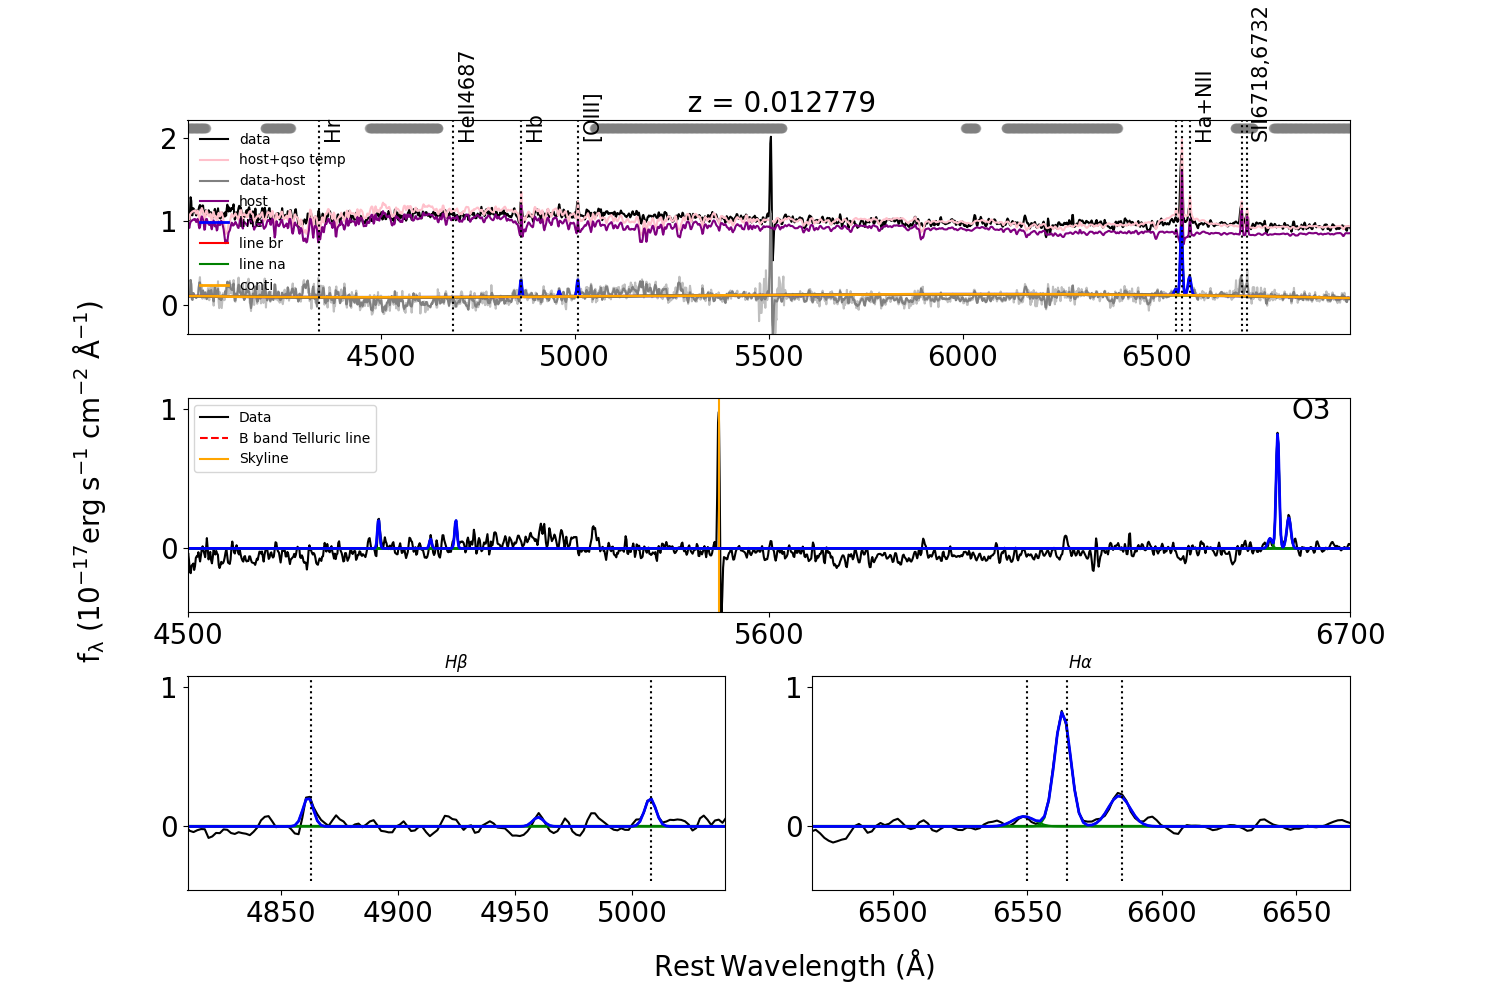 z = 0.012779
Hr
HeII4687
Hb
[OIII]
Ha+NII
SII6718,6732
data
host+qso temp
data-host
host
line br
line na
conti
2
1
0
4500 5000 5500 6000 6500
O3
Data
B band Telluric line
Skyline
1
0
4500 5600 6700
fλ (10⁻¹⁷erg s⁻¹ cm⁻² Å⁻¹)
Hβ
1
0
4850 4900 4950 5000
Hα
1
0
6500 6550 6600 6650
Rest Wavelength (Å)